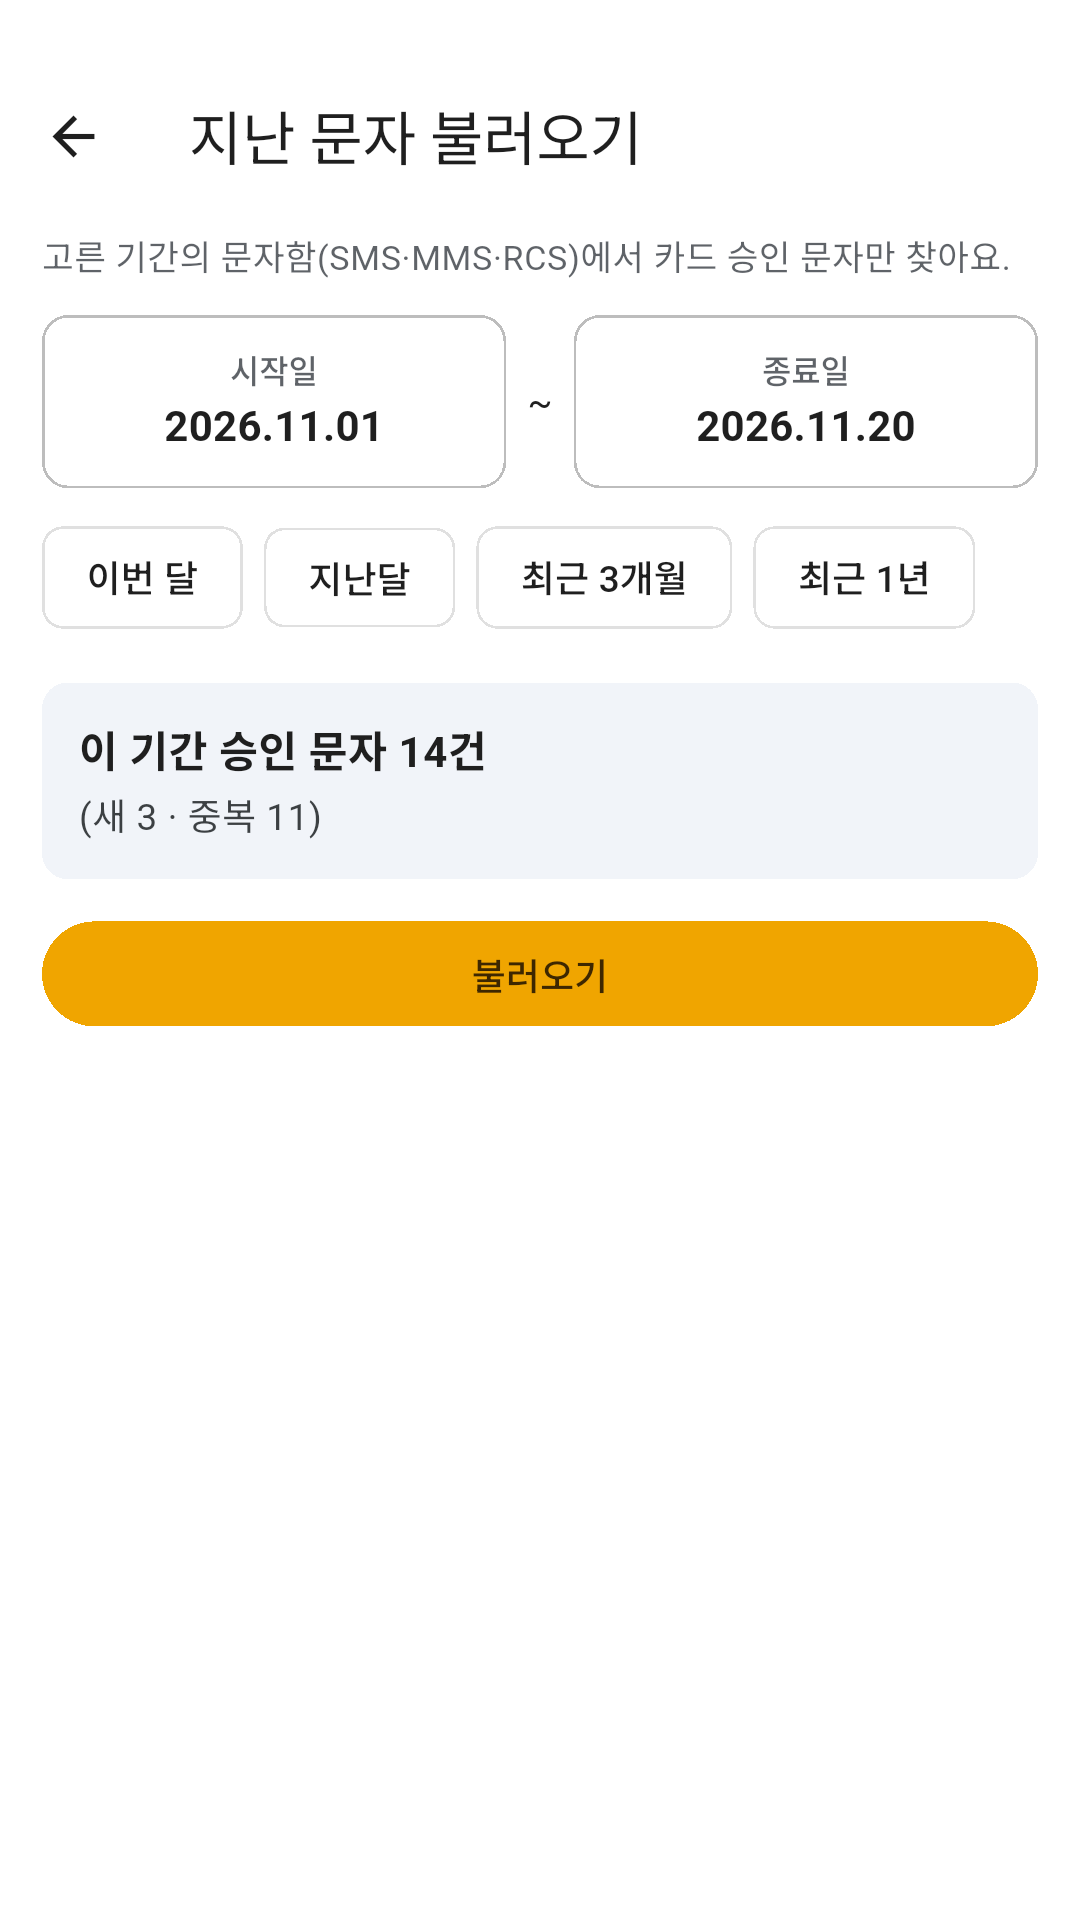 지난 문자 불러오기
고른 기간의 문자함(SMS·MMS·RCS)에서 카드 승인 문자만 찾아요.
시작일
2026.11.01
~
종료일
2026.11.20
이번 달
지난달
최근 3개월
최근 1년
이 기간 승인 문자 14건
(새 3 · 중복 11)
불러오기